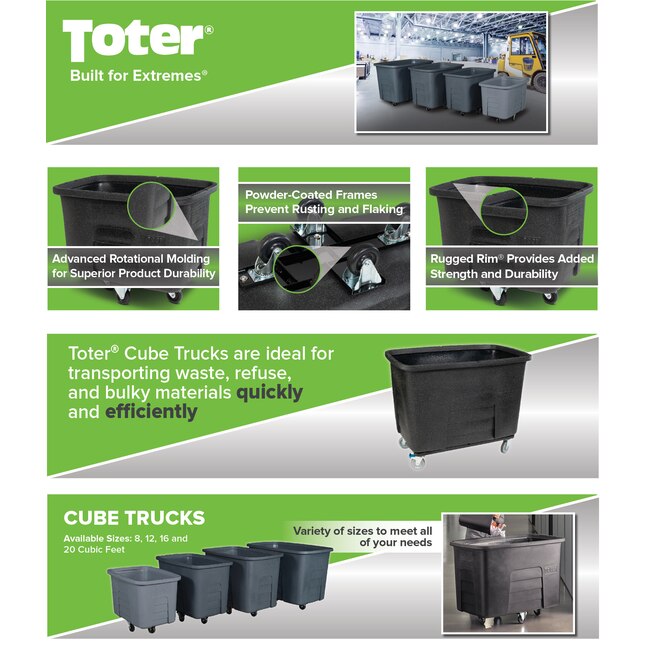 Toter®
Built for Extremes®
Advanced Rotational Molding
for Superior Product Durability
Powder-Coated Frames
Prevent Rusting and Flaking
Rugged Rim® Provides Added
Strength and Durability
Toter® Cube Trucks are ideal for
transporting waste, refuse,
and bulky materials quickly
and efficiently
CUBE TRUCKS
Available Sizes: 8, 12, 16 and
20 Cubic Feet
Variety of sizes to meet all
of your needs